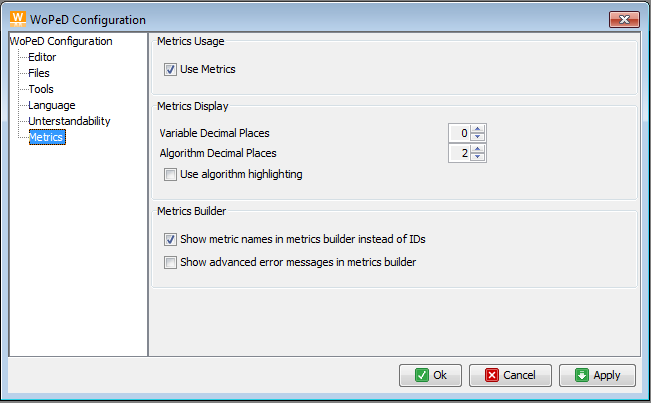 WoPeD Configuration
WoPeD Configuration
Editor
Files
Tools
Language
Unterstandability
Metrics
Metrics Usage
Use Metrics
Metrics Display
Variable Decimal Places 0
Algorithm Decimal Places 2
Use algorithm highlighting
Metrics Builder
Show metric names in metrics builder instead of IDs
Show advanced error messages in metrics builder
Ok Cancel Apply